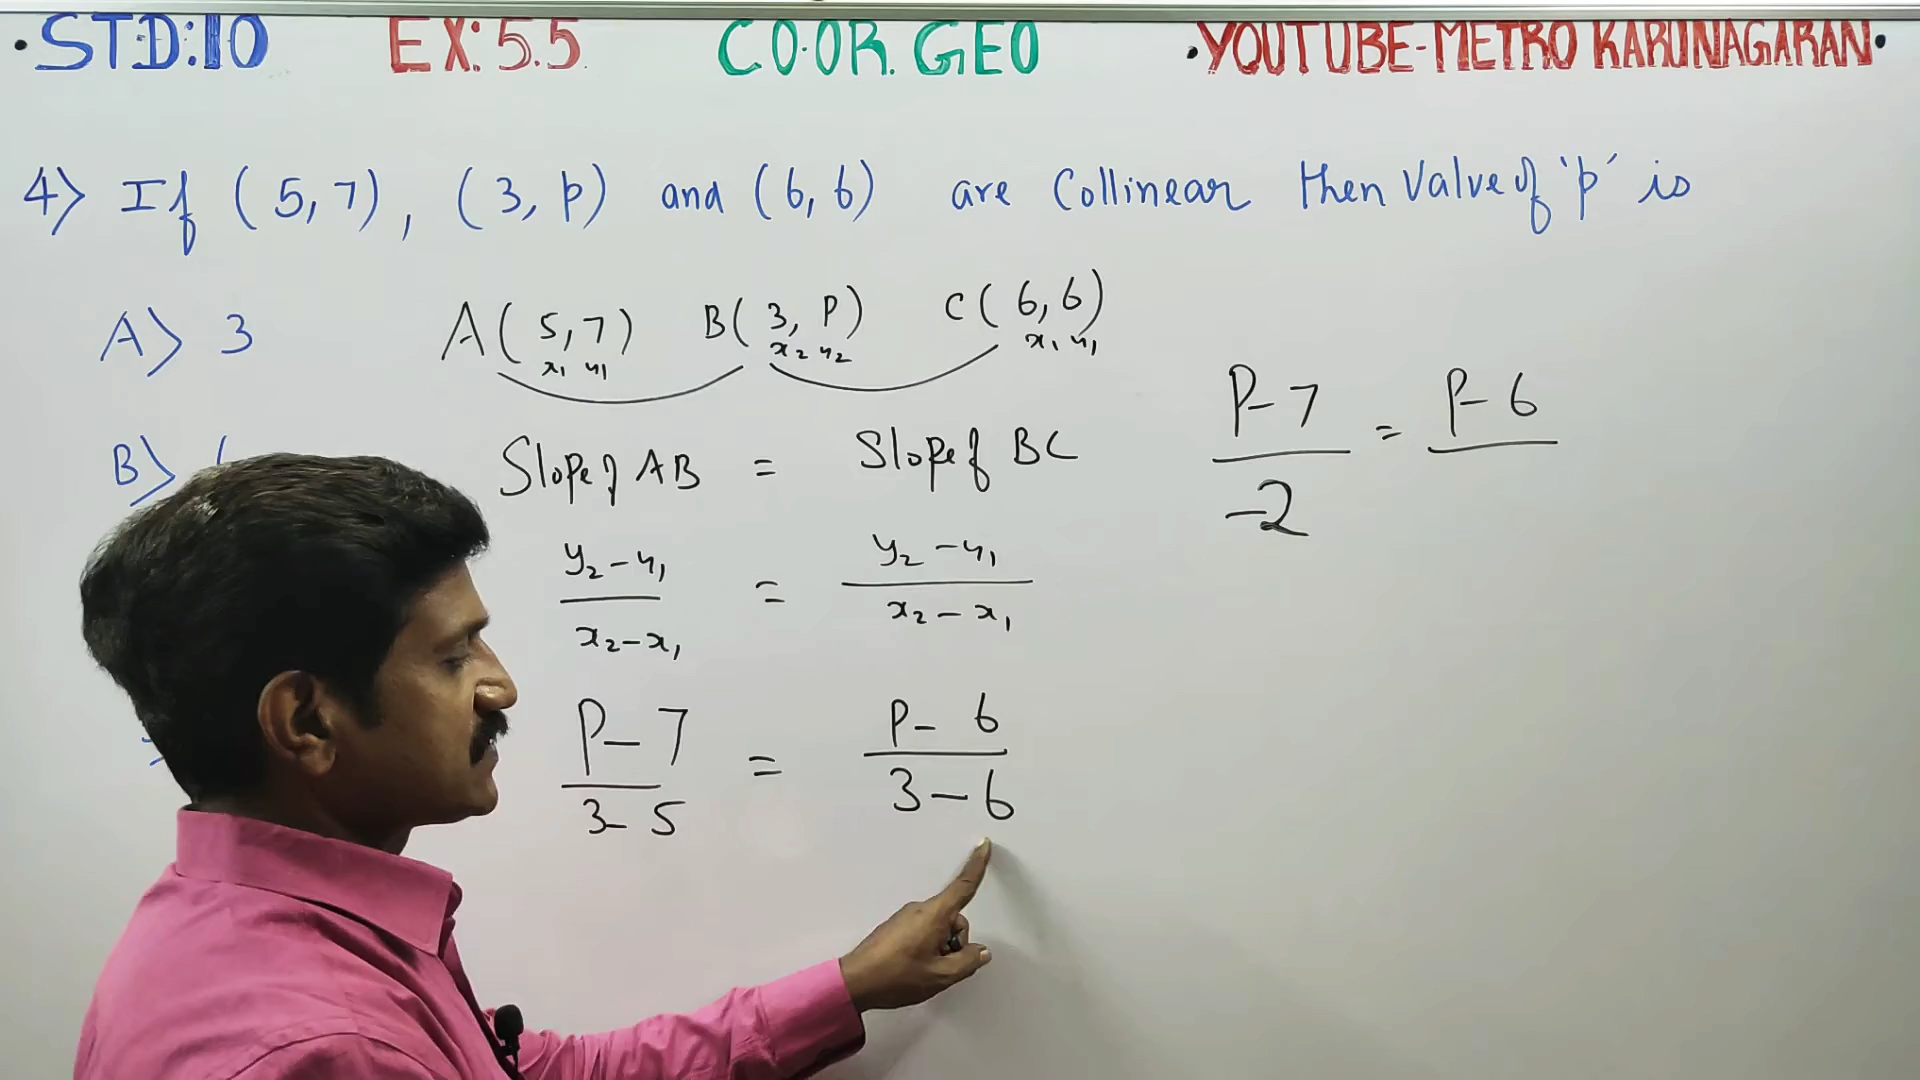 •STD:10 EX:5.5 CO.OR.GEO •YOUTUBE-METRO KARUNAGARAN•
4) If (5,7), (3,p) and (6,6) are Collinear then Value of 'p' is
A) 3
B)
A(5,7) B(3,P) C(6,6)
x₁ y₁ x₂ y₂ x₁ y₁
Slope of AB = Slope of BC
y₂-y₁ = y₂-y₁
x₂-x₁ x₂-x₁
P-7 = P-6
3-5 3-6
P-7 = P-6
-2